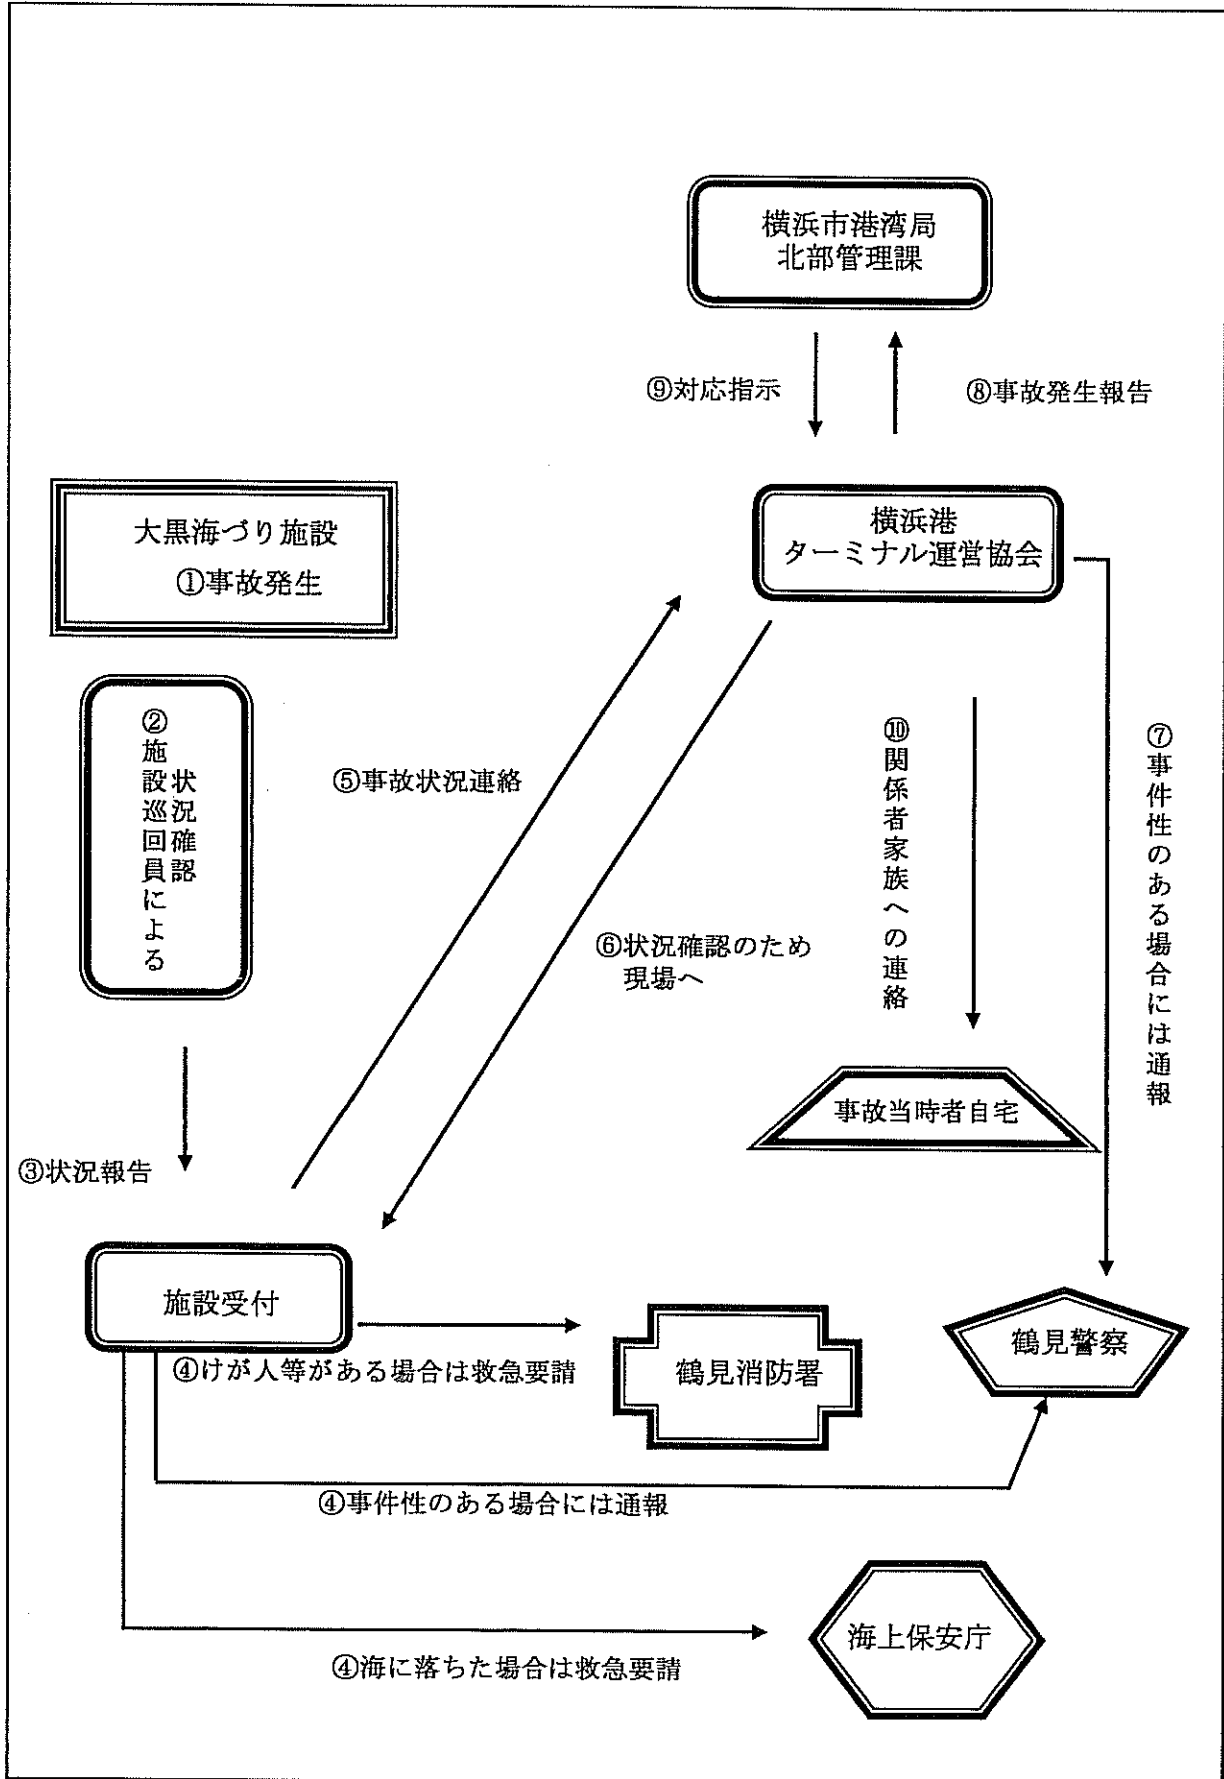 横浜市港湾局
北部管理課
⑨対応指示
⑧事故発生報告
大黒海づり施設
①事故発生
横浜港
ターミナル運営協会
②施設巡回員による
状況確認
⑤事故状況連絡
⑥状況確認のため
現場へ
⑩関係者家族への連絡
⑦事件性のある場合には通報
事故当時者自宅
③状況報告
施設受付
④けが人等がある場合は救急要請
鶴見消防署
鶴見警察
④事件性のある場合には通報
海上保安庁
④海に落ちた場合は救急要請